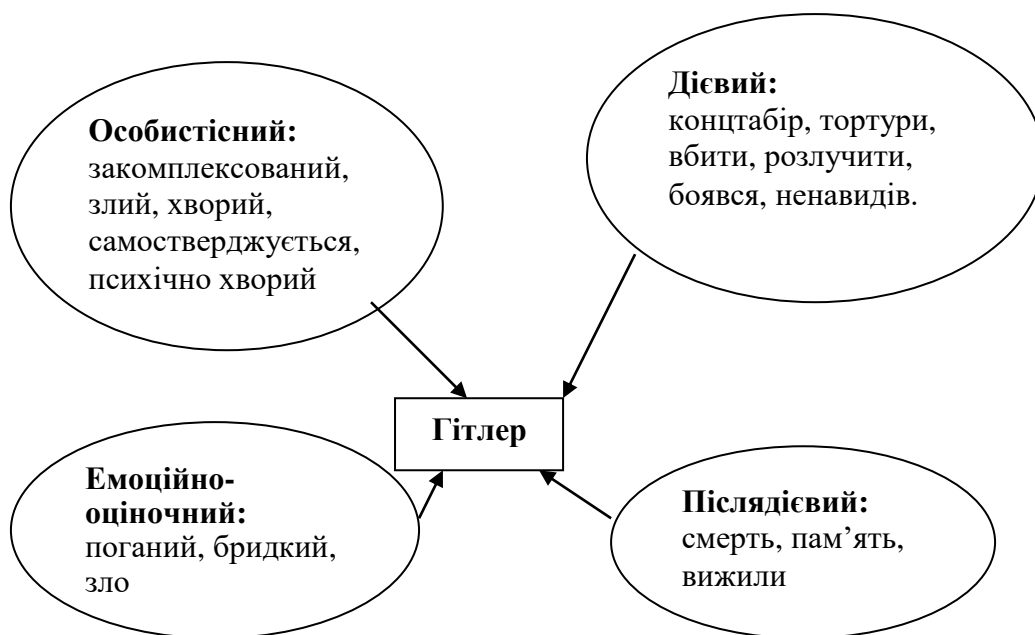 Особистісний:
закомплексований,
злий, хворий,
самостверджується,
психічно хворий
Дієвий:
концтабір, тортури,
вбити, розлучити,
боявся, ненавидів.
Гітлер
Емоційно-
оціночний:
поганий, бридкий,
зло
Післядієвий:
смерть, пам’ять,
вижили